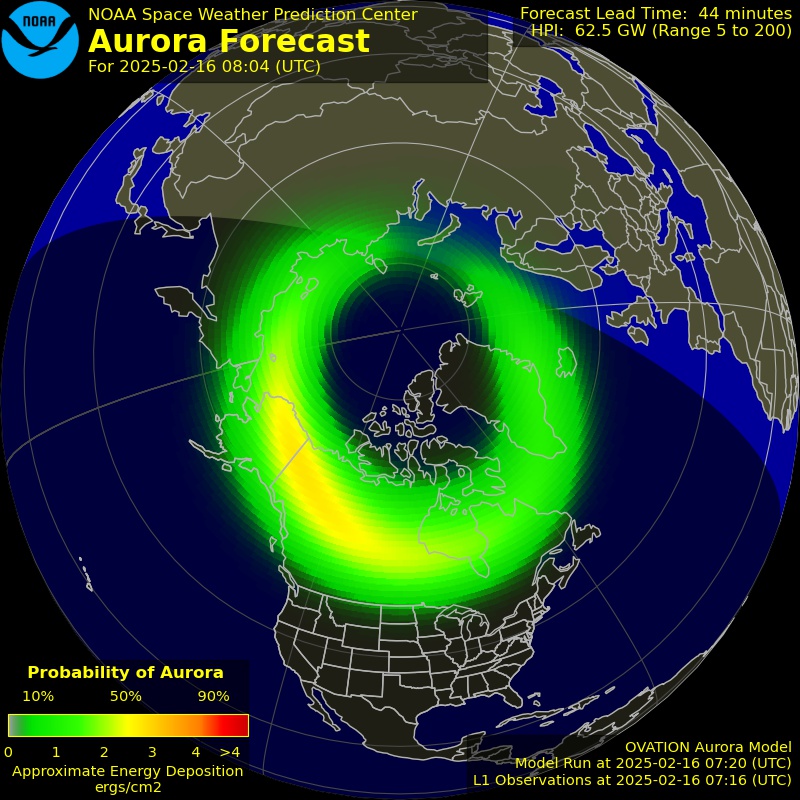 NOAA
NOAA Space Weather Prediction Center
Aurora Forecast
For 2025-02-16 08:04 (UTC)
Forecast Lead Time: 44 minutes
HPI: 62.5 GW (Range 5 to 200)
Probability of Aurora
10% 50% 90%
0 1 2 3 4 >4
Approximate Energy Deposition
ergs/cm2
OVATION Aurora Model
Model Run at 2025-02-16 07:20 (UTC)
L1 Observations at 2025-02-16 07:16 (UTC)